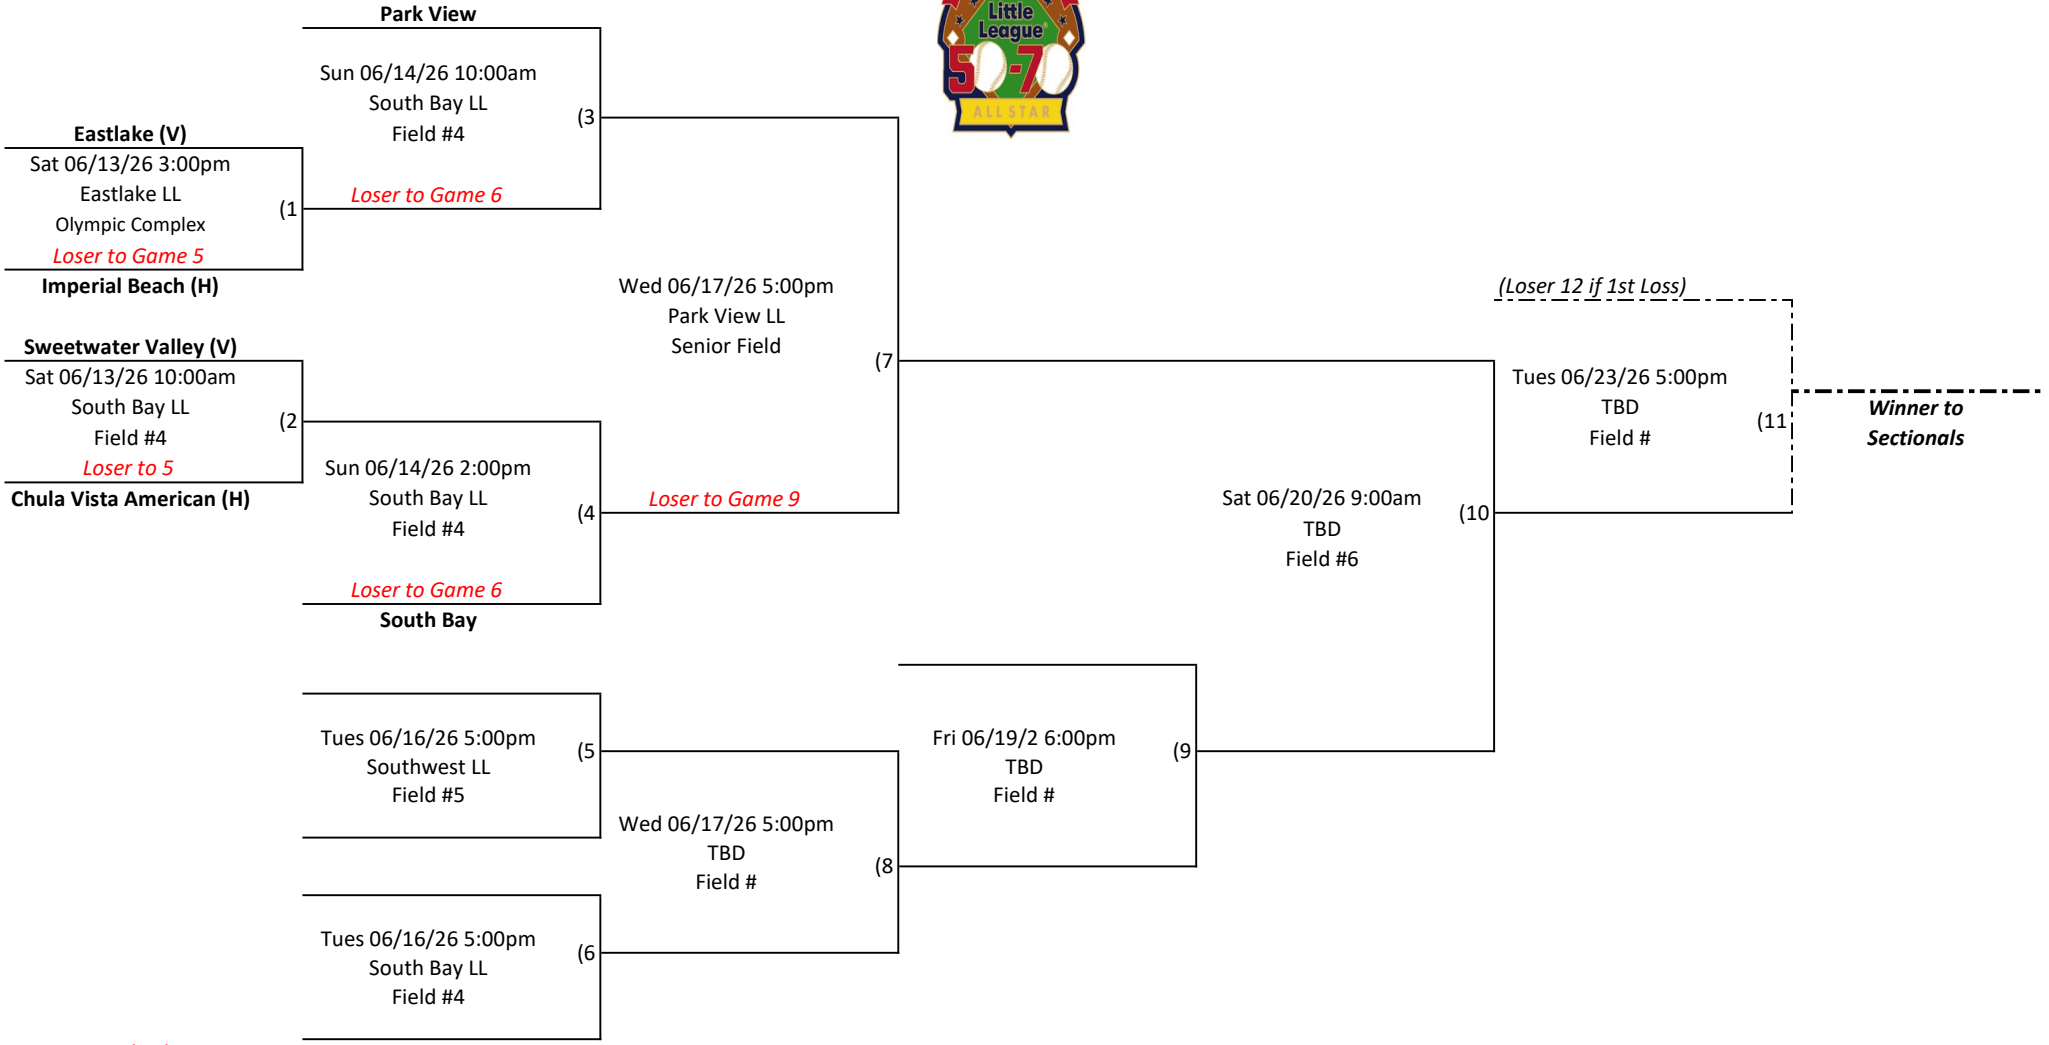 Park View
Little
League
50-70
ALL STAR
Sun 06/14/26 10:00am
South Bay LL
Field #4
(3
Eastlake (V)
Sat 06/13/26 3:00pm
Eastlake LL
Olympic Complex
(1
Loser to Game 5
Imperial Beach (H)
Loser to Game 6
Sweetwater Valley (V)
Sat 06/13/26 10:00am
South Bay LL
Field #4
(2
Loser to 5
Chula Vista American (H)
Sun 06/14/26 2:00pm
South Bay LL
Field #4
(4
Loser to Game 6
South Bay
Wed 06/17/26 5:00pm
Park View LL
Senior Field
(7
Loser to Game 9
(Loser 12 if 1st Loss)
Tues 06/23/26 5:00pm
TBD
Field #
(11
Winner to
Sectionals
Sat 06/20/26 9:00am
TBD
Field #6
(10
Tues 06/16/26 5:00pm
Southwest LL
Field #5
(5
Fri 06/19/2 6:00pm
TBD
Field #
(9
Wed 06/17/26 5:00pm
TBD
Field #
(8
Tues 06/16/26 5:00pm
South Bay LL
Field #4
(6